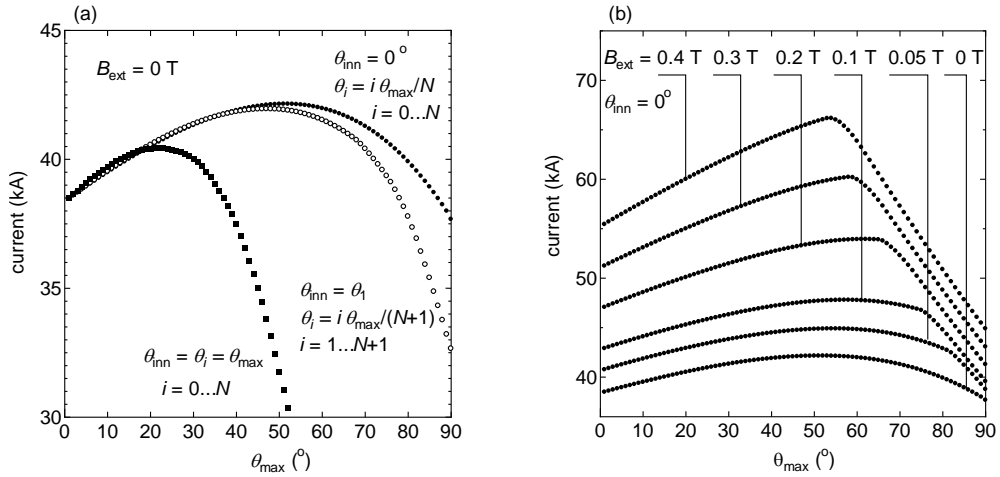 (a)
45
40
35
30
current (kA)
B_ext = 0 T
θ_inn = 0°
θ_i = i θ_max/N
i = 0...N
θ_inn = θ_1
θ_i = i θ_max/(N+1)
i = 1...N+1
θ_inn = θ_i = θ_max
i = 0...N
0 10 20 30 40 50 60 70 80 90
θ_max (°)
(b)
B_ext = 0.4 T 0.3 T 0.2 T 0.1 T 0.05 T 0 T
θ_inn = 0°
70
60
50
40
current (kA)
0 10 20 30 40 50 60 70 80 90
θ_max (°)